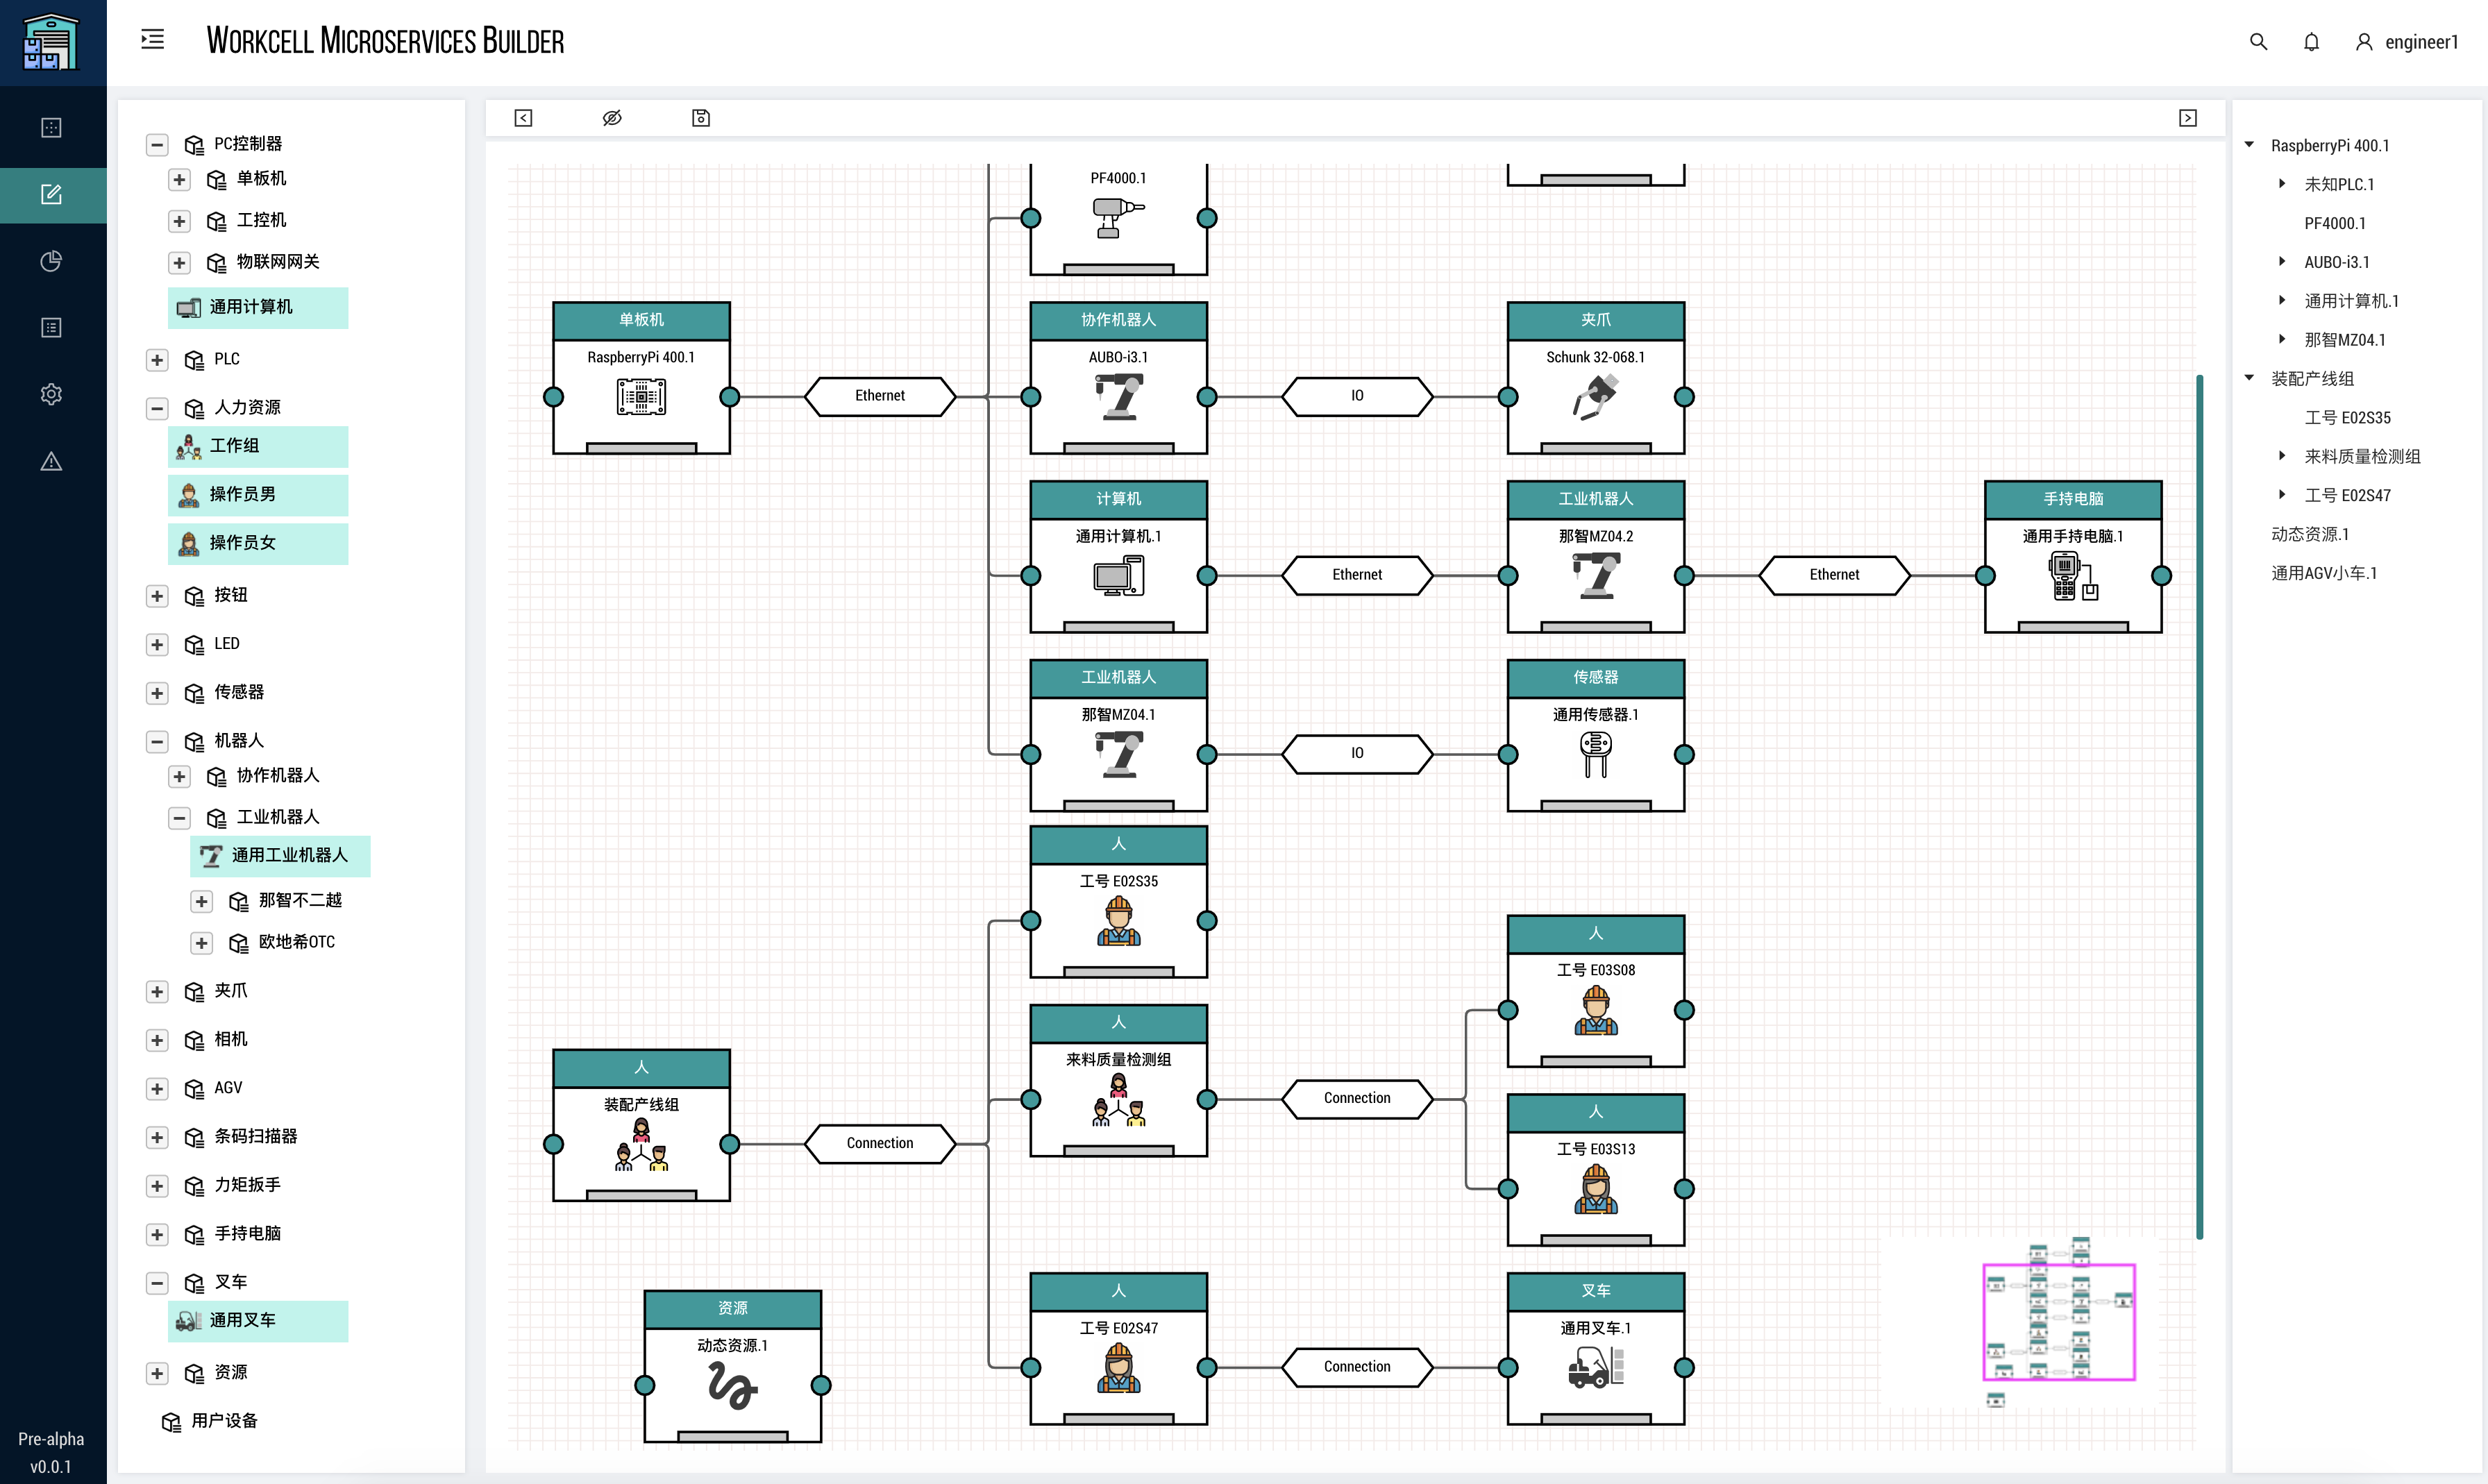 WORKCELL MICROSERVICES BUILDER
engineer1
PC控制器
单板机
工控机
物联网网关
通用计算机
PLC
人力资源
工作组
操作员男
操作员女
按钮
LED
传感器
机器人
协作机器人
工业机器人
通用工业机器人
那智不二越
欧地希OTC
夹爪
相机
AGV
条码扫描器
力矩扳手
手持电脑
叉车
通用叉车
资源
用户设备
Pre-alpha
v0.0.1
PF4000.1
单板机
RaspberryPi 400.1
Ethernet
协作机器人
AUBO-i3.1
IO
夹爪
Schunk 32-068.1
计算机
通用计算机.1
Ethernet
工业机器人
那智MZ04.2
Ethernet
手持电脑
通用手持电脑.1
工业机器人
那智MZ04.1
IO
传感器
通用传感器.1
人
工号 E02S35
人
工号 E03S08
人
来料质量检测组
Connection
人
装配产线组
Connection
人
工号 E03S13
资源
动态资源.1
人
工号 E02S47
Connection
叉车
通用叉车.1
RaspberryPi 400.1
未知PLC.1
PF4000.1
AUBO-i3.1
通用计算机.1
那智MZ04.1
装配产线组
工号 E02S35
来料质量检测组
工号 E02S47
动态资源.1
通用AGV小车.1